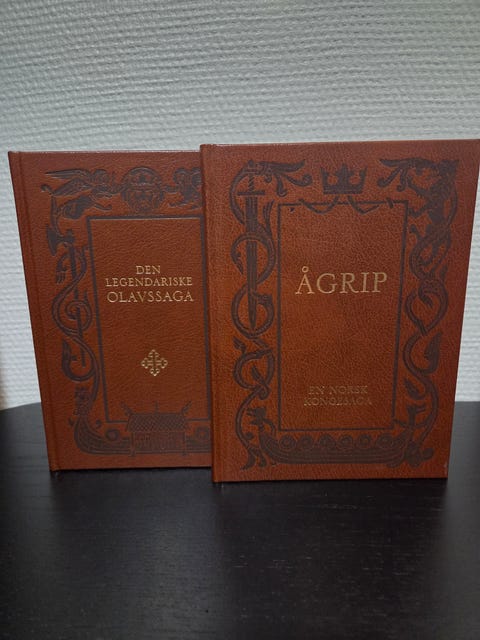 DEN
LEGENDARISKE
OLAVSSAGA
ÅGRIP
EN NORSK
KONGESAGA